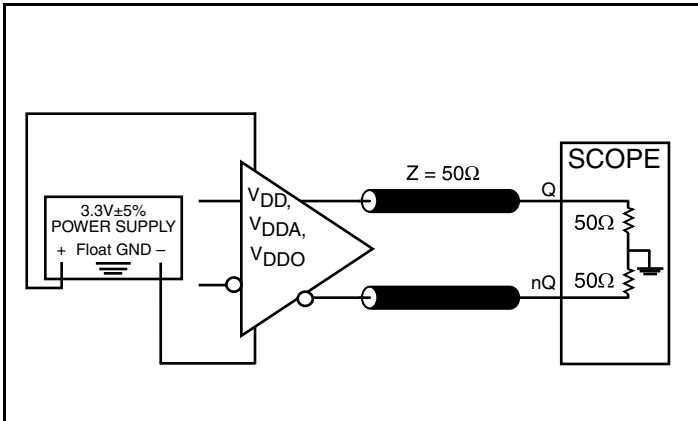 3.3V±5%
POWER SUPPLY
+ Float GND –
VDD,
VDDA,
VDDO
Z = 50Ω
Q
nQ
SCOPE
50Ω
50Ω